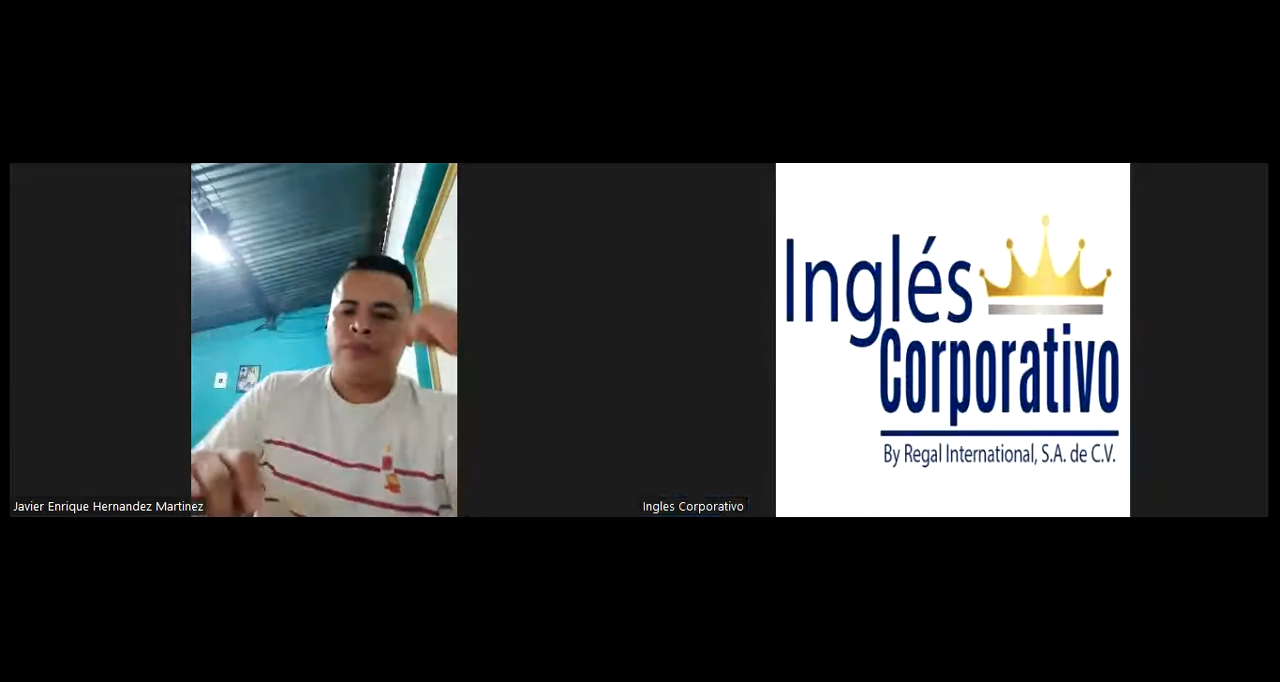 Inglés
Corporativo
By Regal International, S.A. de C.V.
Javier Enrique Hernandez Martinez
Ingles Corporativo